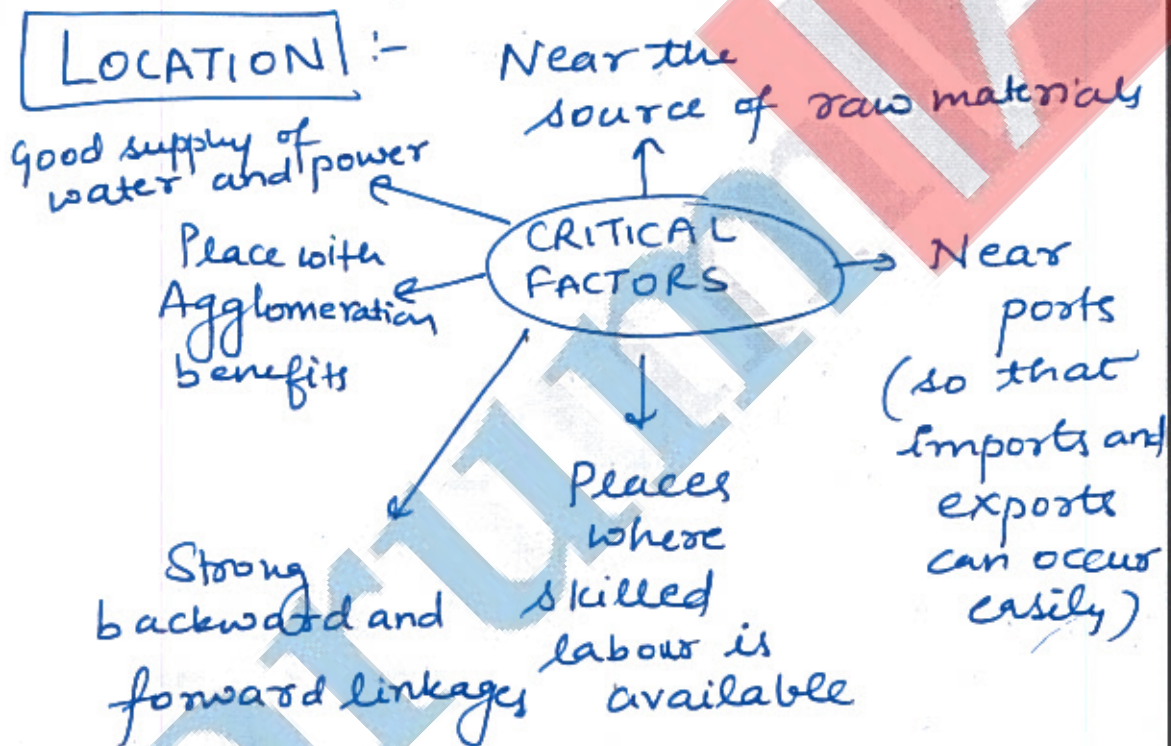 LOCATION :-
Near the
source of raw materials
Good supply of
water and power
CRITICAL
FACTORS
Place with
Agglomeration
benefits
Near
ports
(so that
imports and
exports
can occur
easily)
Places
where
skilled
labour is
available
Strong
backward and
forward linkages